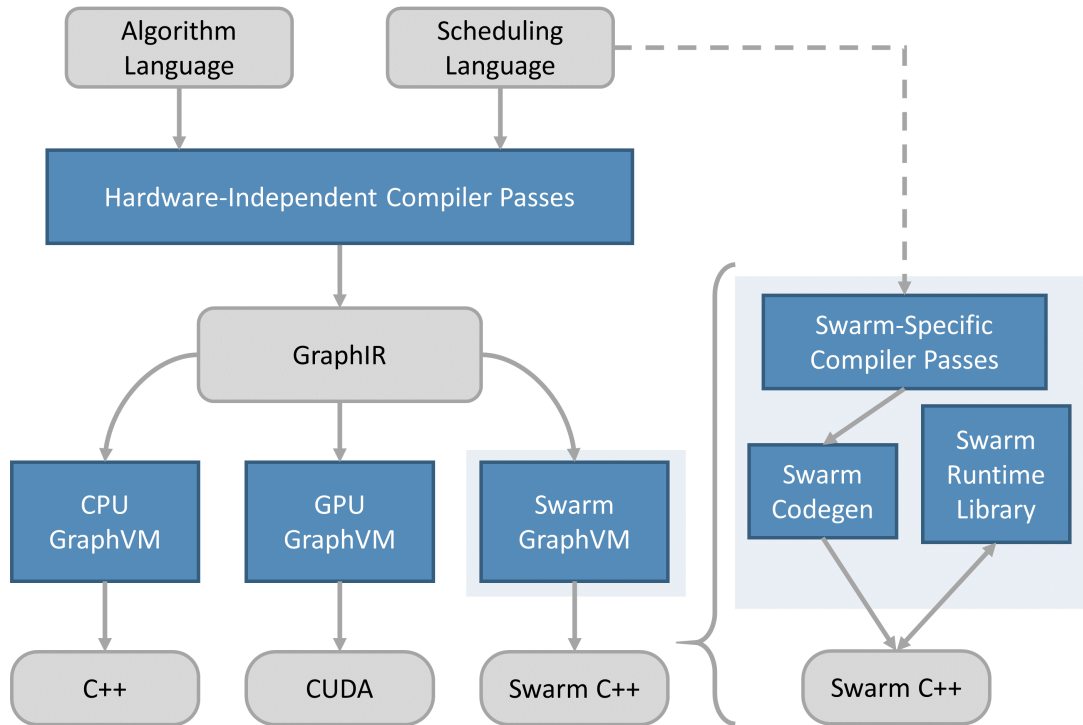 Algorithm
Language
Scheduling
Language
Hardware-Independent Compiler Passes
GraphIR
CPU
GraphVM
GPU
GraphVM
Swarm
GraphVM
C++
CUDA
Swarm C++
Swarm-Specific
Compiler Passes
Swarm
Codegen
Swarm
Runtime
Library
Swarm C++